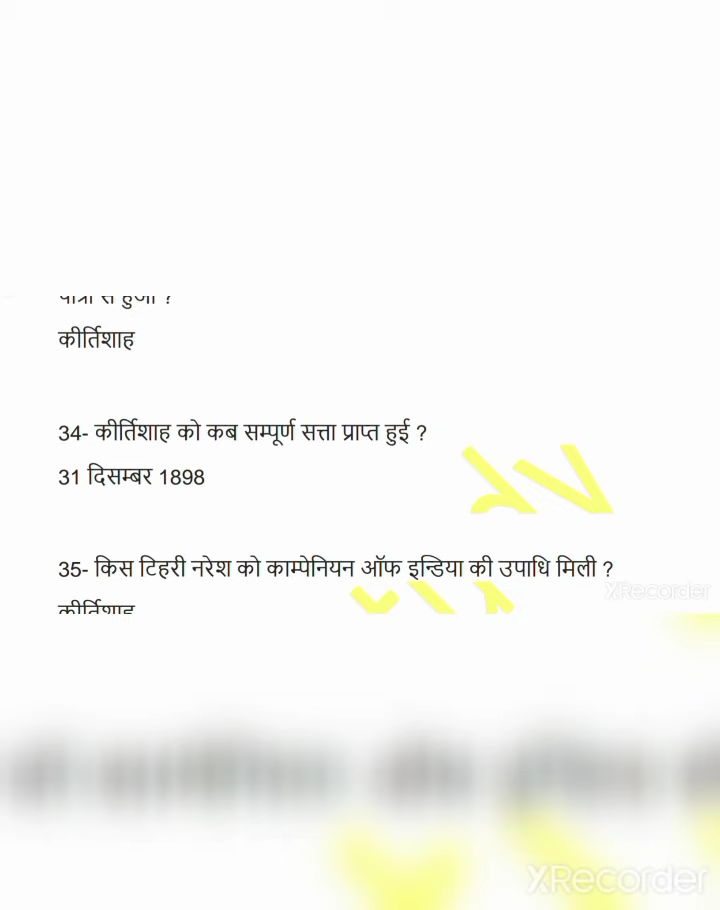 कीर्तिशाह
34- कीर्तिशाह को कब सम्पूर्ण सत्ता प्राप्त हुई ?
31 दिसम्बर 1898
35- किस टिहरी नरेश को काम्पेनियन ऑफ इन्डिया की उपाधि मिली ?
XRecorder
कीर्तिशाह
XRecorder